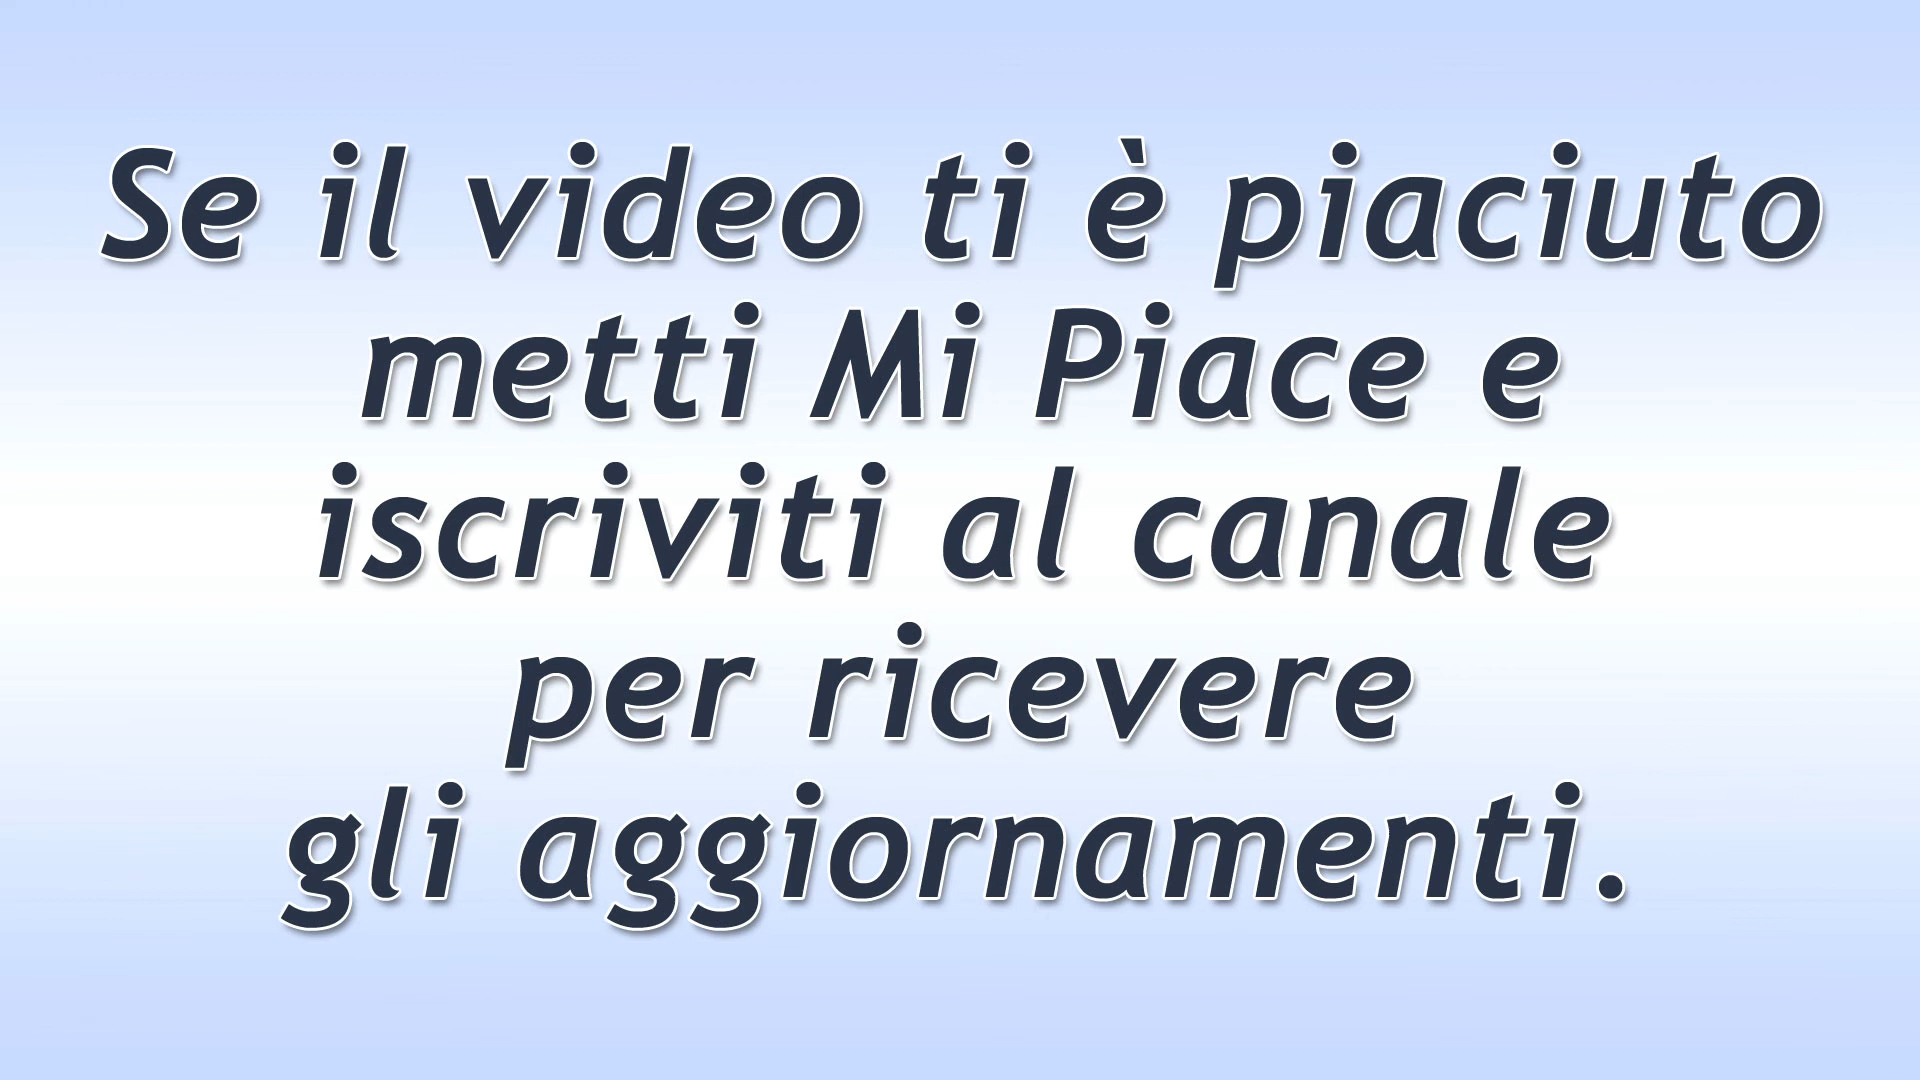 Se il video ti è piaciuto
metti Mi Piace e
iscriviti al canale
per ricevere
gli aggiornamenti.